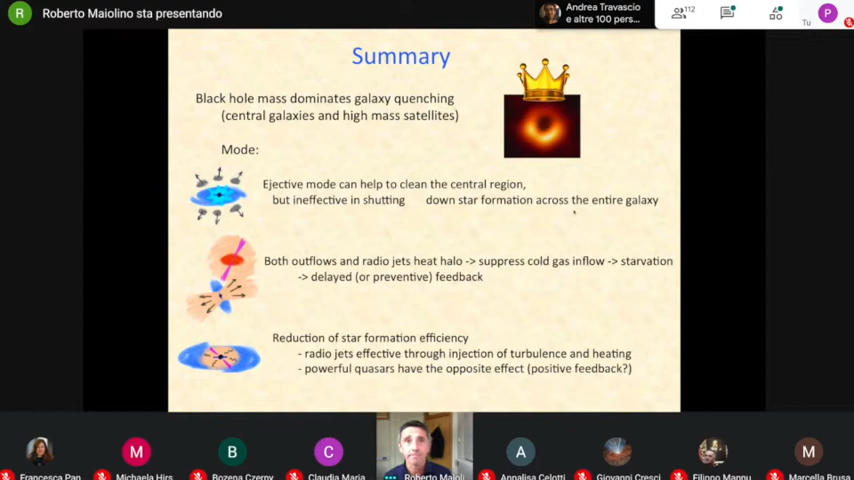 R
Roberto Maiolino sta presentando
Andrea Travascio
e altre 100 pers...
112
Tu
P
Summary
Black hole mass dominates galaxy quenching
(central galaxies and high mass satellites)
Mode:
Ejective mode can help to clean the central region,
but ineffective in shutting down star formation across the entire galaxy
Both outflows and radio jets heat halo -> suppress cold gas inflow -> starvation
-> delayed (or preventive) feedback
Reduction of star formation efficiency
- radio jets effective through injection of turbulence and heating
- powerful quasars have the opposite effect (positive feedback?)
M
B
C
A
M
Francesca Pan
Michaela Hirs
Bozena Czerny
Claudia Maria
Roberto Maioli
Annalisa Celotti
Giovanni Cresci
Filippo Mannu
Marcella Brusa